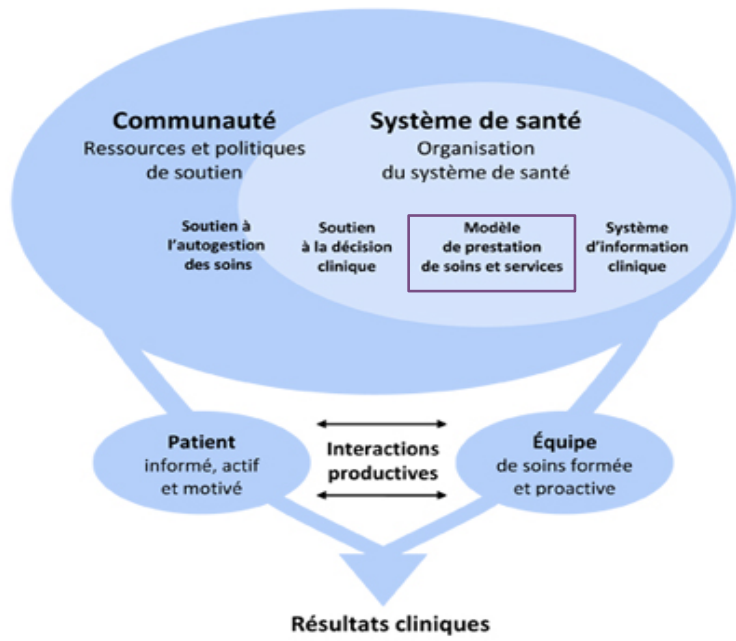 Communauté
Ressources et politiques
de soutien
Système de santé
Organisation
du système de santé
Soutien à
l'autogestion
des soins
Soutien
à la décision
clinique
Modèle
de prestation
de soins et services
Système
d'information
clinique
Patient
informé, actif
et motivé
Interactions
productives
Équipe
de soins formée
et proactive
Résultats cliniques